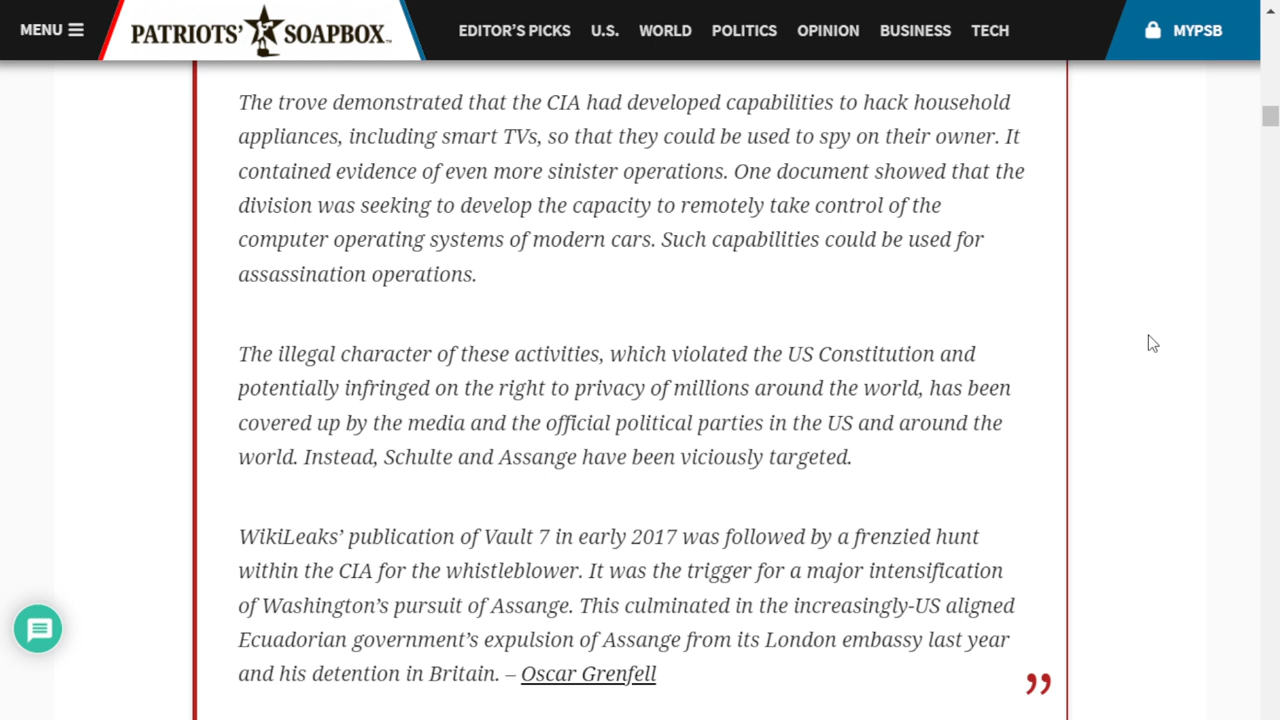 MENU
PATRIOTS' SOAPBOX™
EDITOR'S PICKS U.S. WORLD POLITICS OPINION BUSINESS TECH
MYPSB
The trove demonstrated that the CIA had developed capabilities to hack household
appliances, including smart TVs, so that they could be used to spy on their owner. It
contained evidence of even more sinister operations. One document showed that the
division was seeking to develop the capacity to remotely take control of the
computer operating systems of modern cars. Such capabilities could be used for
assassination operations.
The illegal character of these activities, which violated the US Constitution and
potentially infringed on the right to privacy of millions around the world, has been
covered up by the media and the official political parties in the US and around the
world. Instead, Schulte and Assange have been viciously targeted.
WikiLeaks’ publication of Vault 7 in early 2017 was followed by a frenzied hunt
within the CIA for the whistleblower. It was the trigger for a major intensification
of Washington’s pursuit of Assange. This culminated in the increasingly-US aligned
Ecuadorian government’s expulsion of Assange from its London embassy last year
and his detention in Britain. – Oscar Grenfell
”